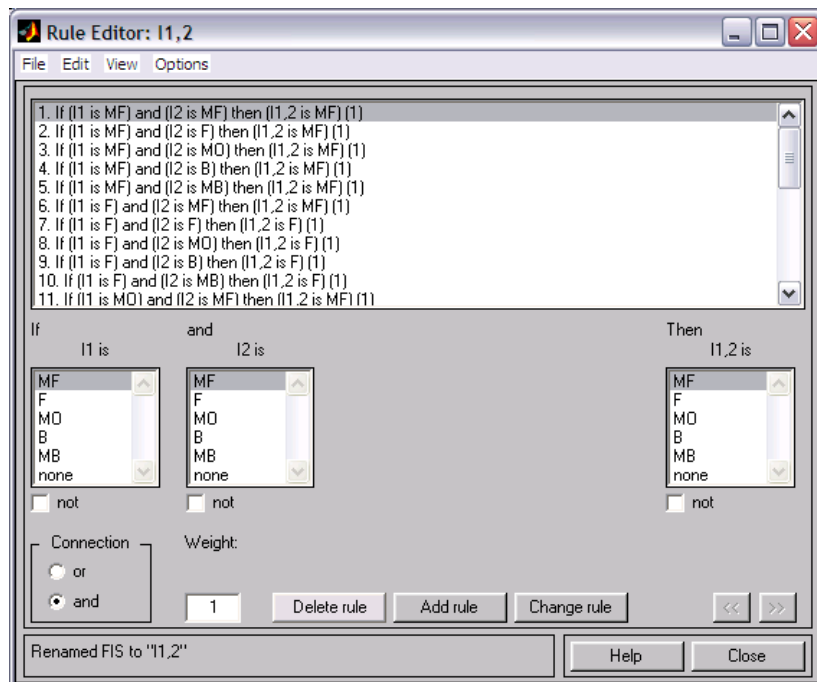 Rule Editor: I1,2
File Edit View Options
1. If (I1 is MF) and (I2 is MF) then (I1,2 is MF) (1)
2. If (I1 is MF) and (I2 is F) then (I1,2 is MF) (1)
3. If (I1 is MF) and (I2 is MO) then (I1,2 is MF) (1)
4. If (I1 is MF) and (I2 is B) then (I1,2 is MF) (1)
5. If (I1 is MF) and (I2 is MB) then (I1,2 is MF) (1)
6. If (I1 is F) and (I2 is MF) then (I1,2 is MF) (1)
7. If (I1 is F) and (I2 is F) then (I1,2 is F) (1)
8. If (I1 is F) and (I2 is MO) then (I1,2 is F) (1)
9. If (I1 is F) and (I2 is B) then (I1,2 is F) (1)
10. If (I1 is F) and (I2 is MB) then (I1,2 is F) (1)
11. If (I1 is MO) and (I2 is MF) then (I1,2 is MF) (1)
If and Then
I1 is I2 is I1,2 is
MF MF MF
F F F
MO MO MO
B B B
MB MB MB
none none none
not not not
Connection Weight:
or
and 1 Delete rule Add rule Change rule << >>
Renamed FIS to "I1,2" Help Close